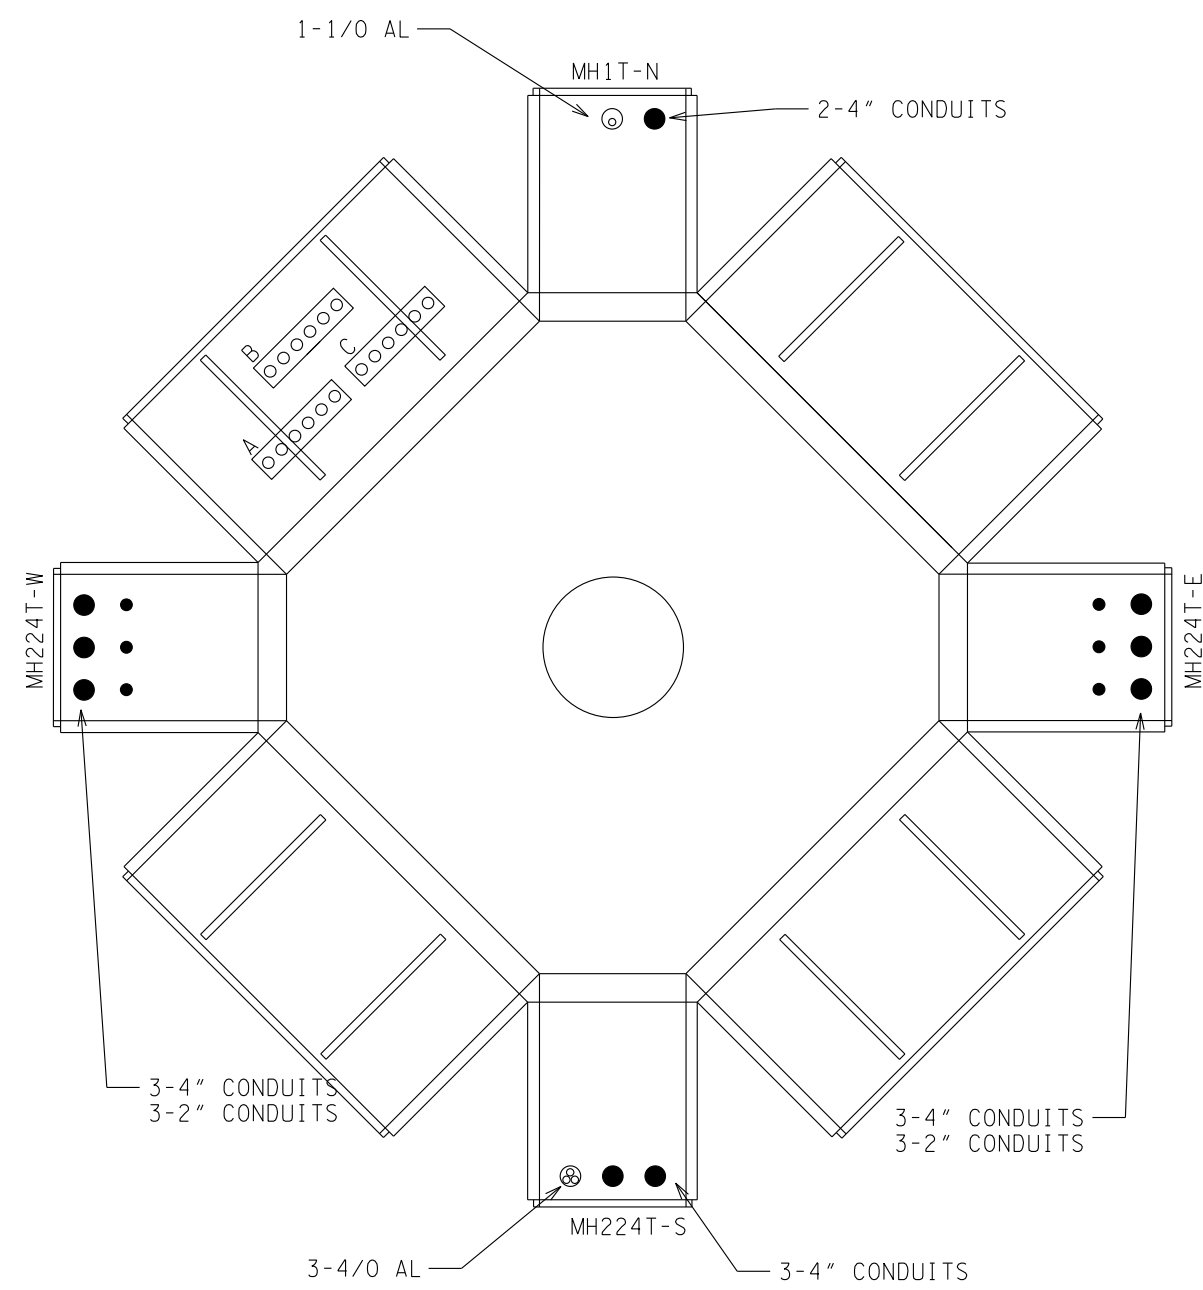 1-1/0 AL
MH1T-N
2-4" CONDUITS
B
C
A
MH224T-W
MH224T-E
3-4" CONDUITS
3-2" CONDUITS
3-4" CONDUITS
3-2" CONDUITS
MH224T-S
3-4/0 AL
3-4" CONDUITS